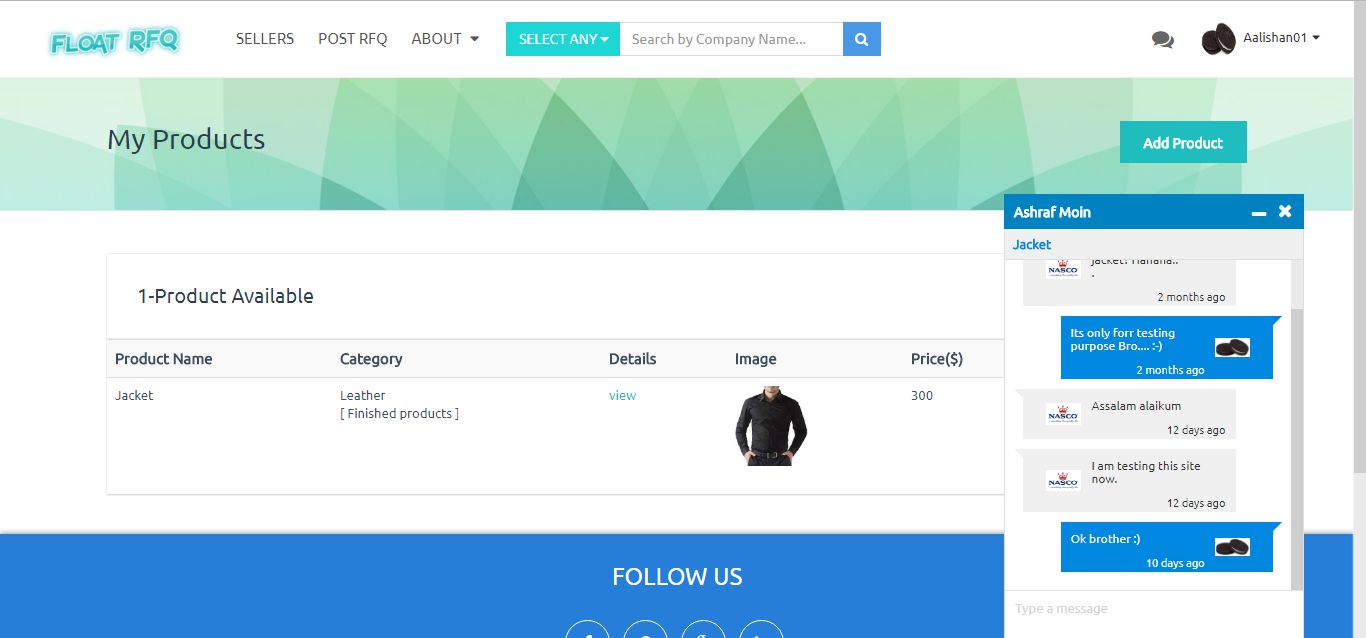 FLOAT RFQ
SELLERS POST RFQ ABOUT
SELECT ANY
Search by Company Name...
Aalishan01
My Products
Add Product
1-Product Available
Product Name Category Details Image Price($)
Jacket Leather view 300
[ Finished products ]
FOLLOW US
Ashraf Moin
Jacket
NASCO
.
2 months ago
Its only forr testing
purpose Bro.... :-)
2 months ago
NASCO
Assalam alaikum
12 days ago
NASCO
I am testing this site
now.
12 days ago
Ok brother :)
10 days ago
Type a message